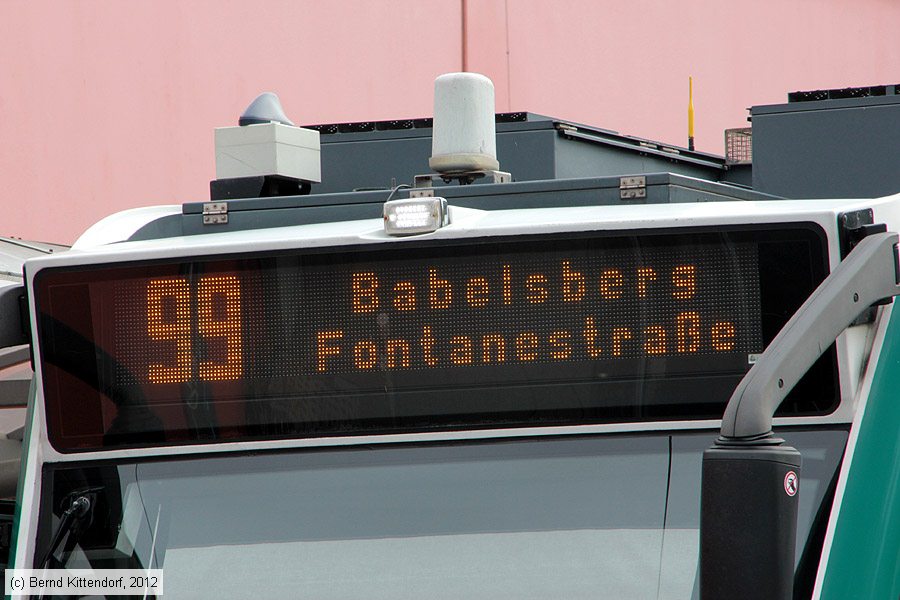 99 Babelsberg,
Fontanestraße
(c) Bernd Kittendorf, 2012